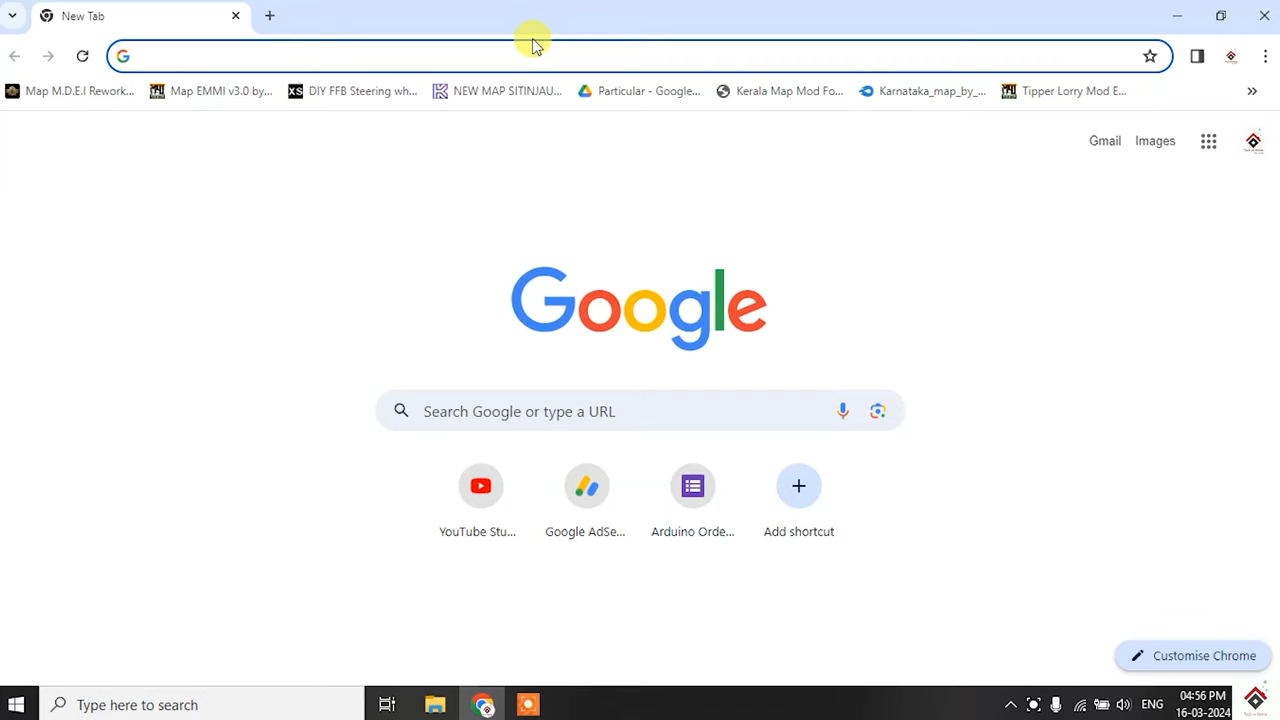 New Tab
Map M.D.E.I Rework...
Map EMMI v3.0 by...
DIY FFB Steering wh...
NEW MAP SITINJAU...
Particular - Google...
Kerala Map Mod Fo...
Karnataka_map_by_...
Tipper Lorry Mod E...
Gmail Images
Google
Search Google or type a URL
YouTube Stu...
Google AdSe...
Arduino Orde...
Add shortcut
Customise Chrome
Type here to search
ENG
04:56 PM
16-03-2024